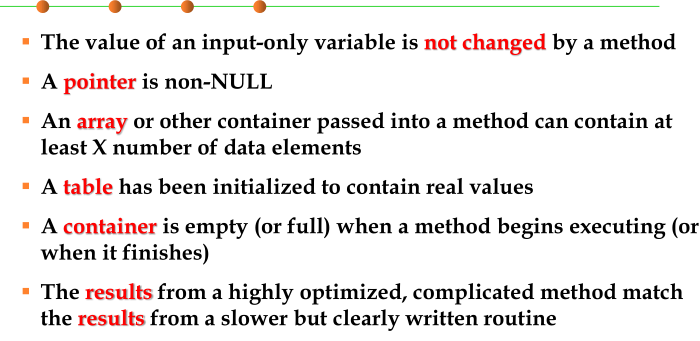 The value of an input-only variable is not changed by a method
A pointer is non-NULL
An array or other container passed into a method can contain at
least X number of data elements
A table has been initialized to contain real values
A container is empty (or full) when a method begins executing (or
when it finishes)
The results from a highly optimized, complicated method match
the results from a slower but clearly written routine